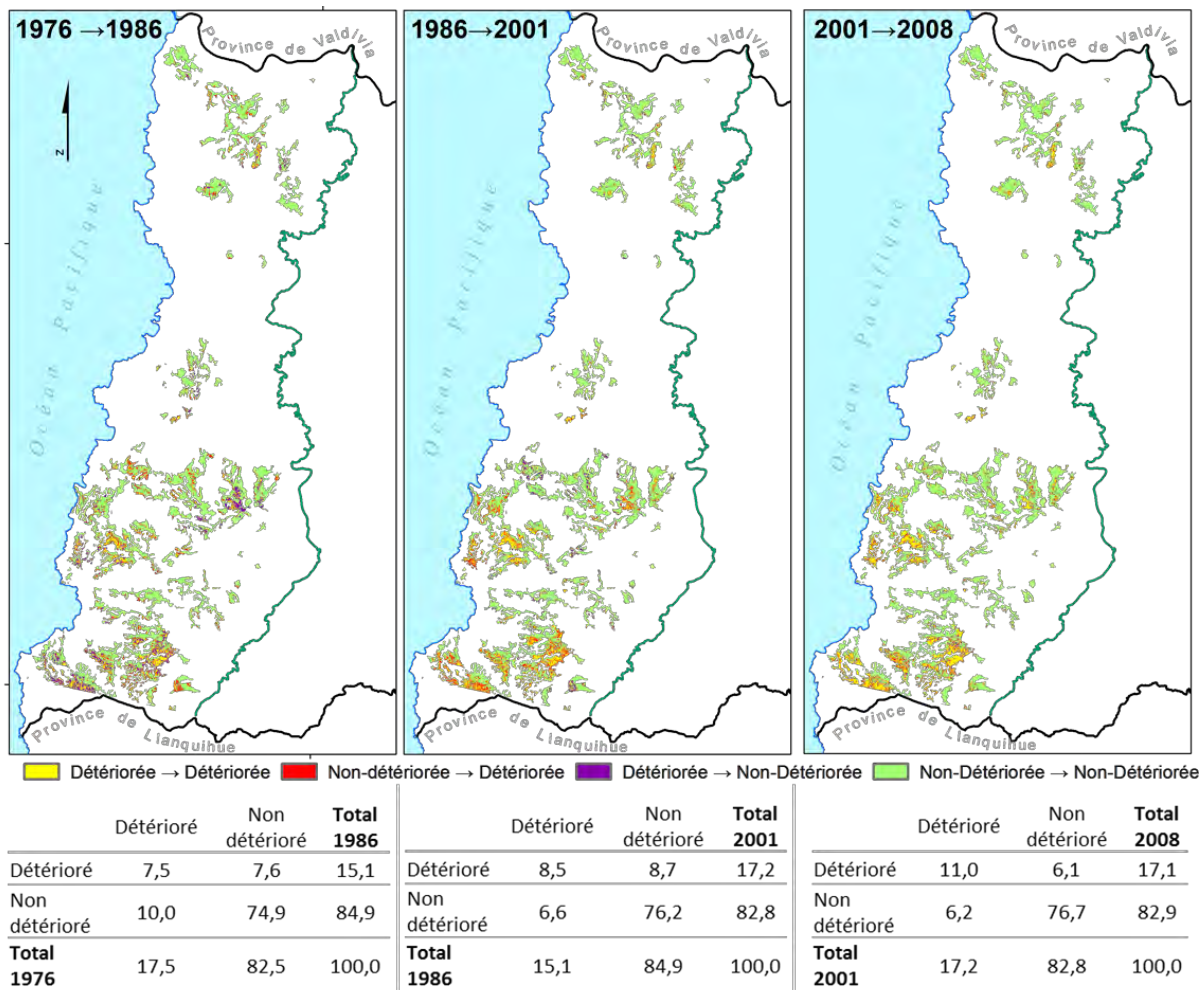 1976 → 1986
Province de Valdivia
z
Océan Pacifique
Province de Llanquihue
1986→2001
Province de Valdivia
Océan Pacifique
Province de Llanquihue
2001→2008
Province de Valdivia
Océan Pacifique
Province de Llanquihue
Détériorée → Détériorée Non-détériorée → Détériorée Détériorée → Non-Détériorée Non-Détériorée → Non-Détériorée
Détérioré Non détérioré Total 1986
Détérioré 7,5 7,6 15,1
Non détérioré 10,0 74,9 84,9
Total 1976 17,5 82,5 100,0
Détérioré Non détérioré Total 2001
Détérioré 8,5 8,7 17,2
Non détérioré 6,6 76,2 82,8
Total 1986 15,1 84,9 100,0
Détérioré Non détérioré Total 2008
Détérioré 11,0 6,1 17,1
Non détérioré 6,2 76,7 82,9
Total 2001 17,2 82,8 100,0